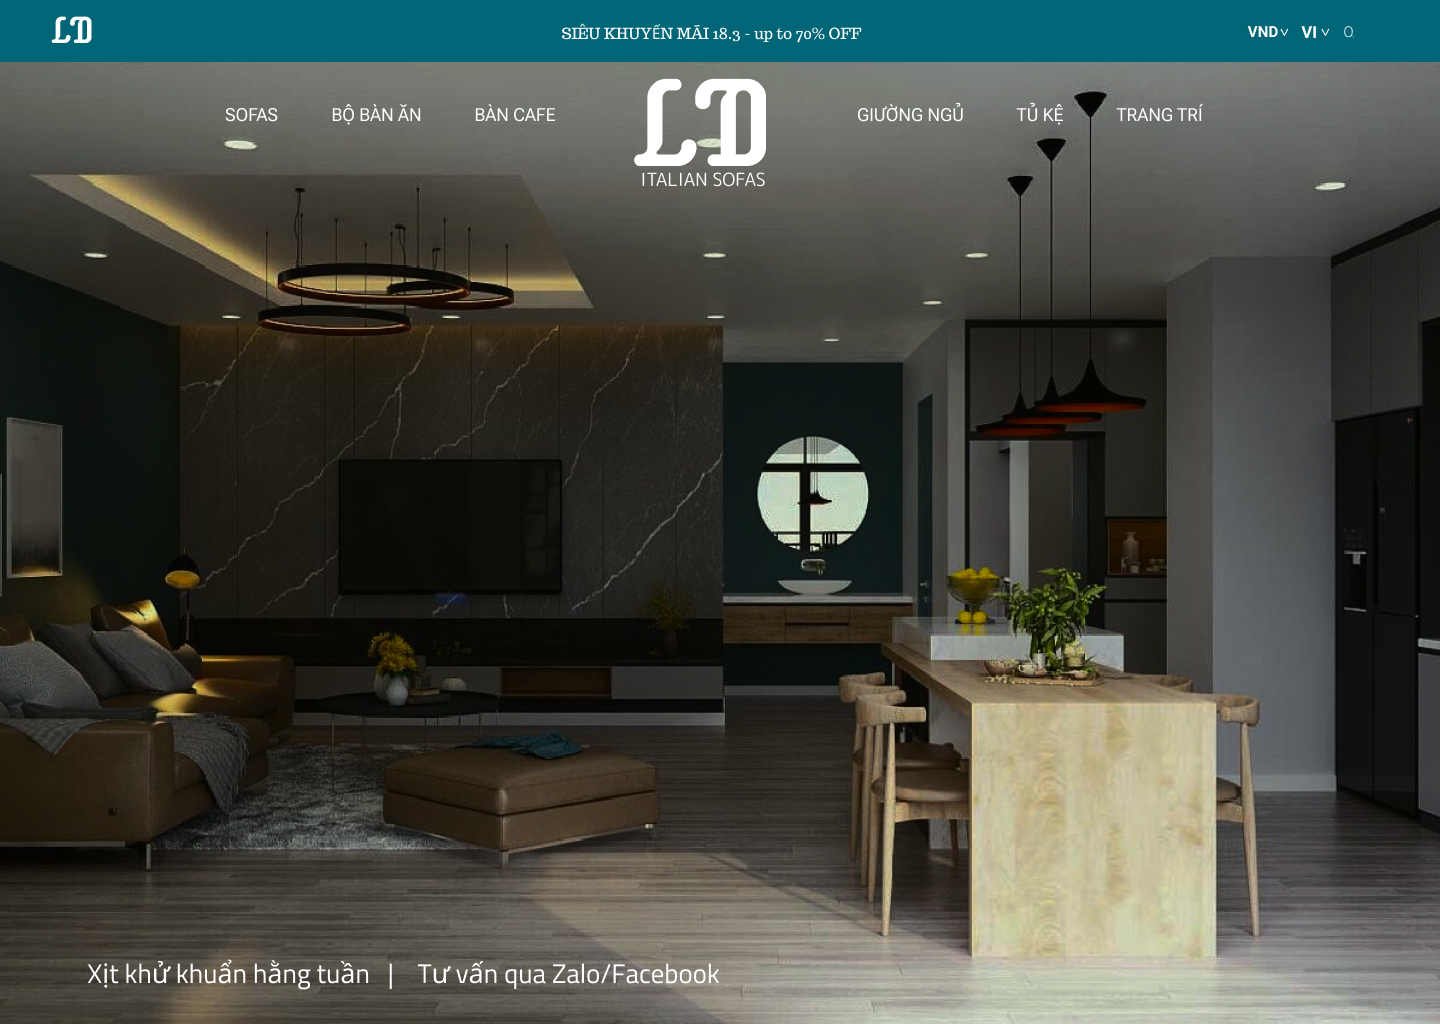 LD
SIÊU KHUYẾN MÃI 18.3 - up to 70% OFF
VND VI
SOFAS BỘ BÀN ĂN BÀN CAFE LD GIƯỜNG NGỦ TỦ KỆ TRANG TRÍ
ITALIAN SOFAS
Xịt khử khuẩn hằng tuần | Tư vấn qua Zalo/Facebook